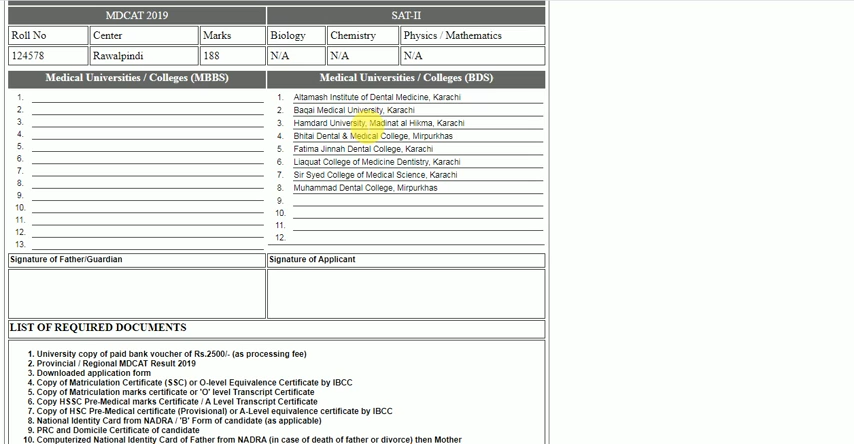 MDCAT 2019 SAT-II
Roll No Center Marks Biology Chemistry Physics / Mathematics
124578 Rawalpindi 188 N/A N/A N/A
Medical Universities / Colleges (MBBS) Medical Universities / Colleges (BDS)
1. 1. Altamash Institute of Dental Medicine, Karachi
2. 2. Baqai Medical University, Karachi
3. 3. Hamdard University, Madinat al Hikma, Karachi
4. 4. Bhitai Dental & Medical College, Mirpurkhas
5. 5. Fatima Jinnah Dental College, Karachi
6. 6. Liaquat College of Medicine Dentistry, Karachi
7. 7. Sir Syed College of Medical Science, Karachi
8. 8. Muhammad Dental College, Mirpurkhas
9. 9.
10. 10.
11. 11.
12. 12.
13.
Signature of Father/Guardian Signature of Applicant
LIST OF REQUIRED DOCUMENTS
1. University copy of paid bank voucher of Rs.2500/- (as processing fee)
2. Provincial / Regional MDCAT Result 2019
3. Downloaded application form
4. Copy of Matriculation Certificate (SSC) or O-level Equivalence Certificate by IBCC
5. Copy of Matriculation marks certificate or 'O' level Transcript Certificate
6. Copy HSSC Pre-Medical marks Certificate / A Level Transcript Certificate
7. Copy of HSC Pre-Medical certificate (Provisional) or A-Level equivalence certificate by IBCC
8. National Identity Card from NADRA / 'B' Form of candidate (as applicable)
9. PRC and Domicile Certificate of candidate
10. Computerized National Identity Card of Father from NADRA (in case of death of father or divorce) then Mother